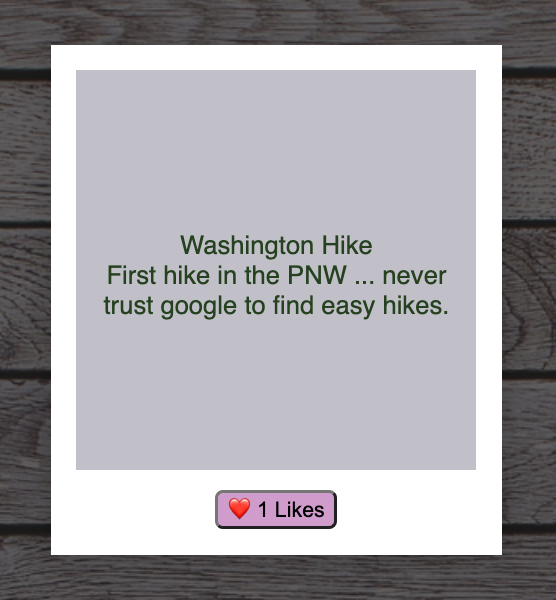 Washington Hike
First hike in the PNW ... never
trust google to find easy hikes.
❤️ 1 Likes